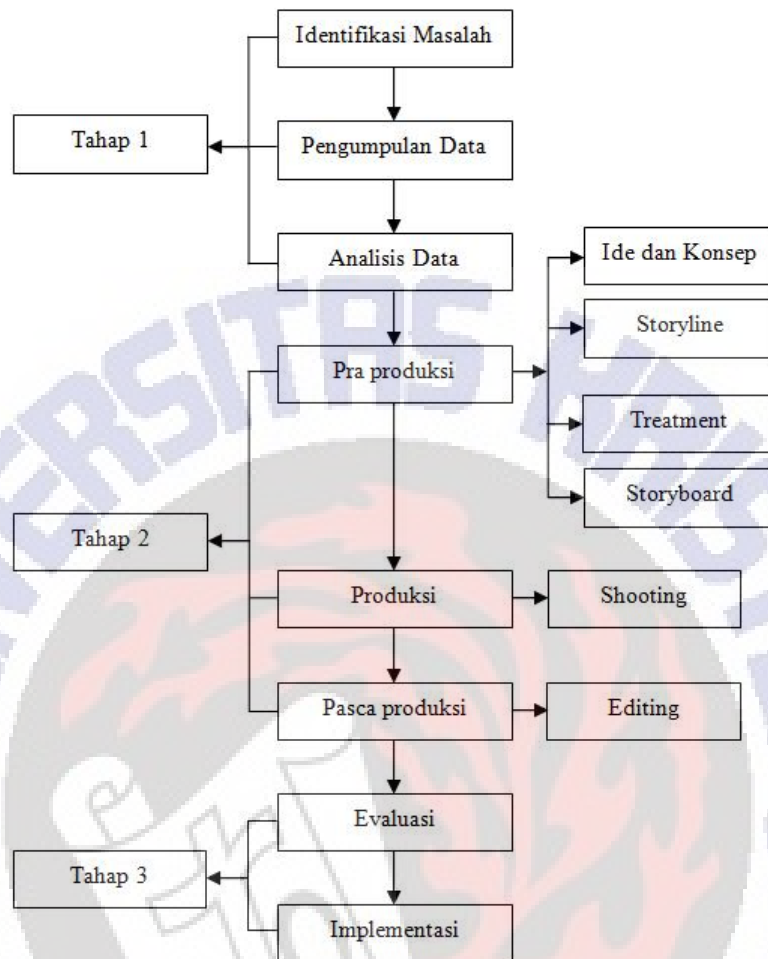 Identifikasi Masalah
Tahap 1
Pengumpulan Data
Analisis Data
Ide dan Konsep
Storyline
Pra produksi
Treatment
Storyboard
Tahap 2
Produksi
Shooting
Pasca produksi
Editing
Evaluasi
Tahap 3
Implementasi